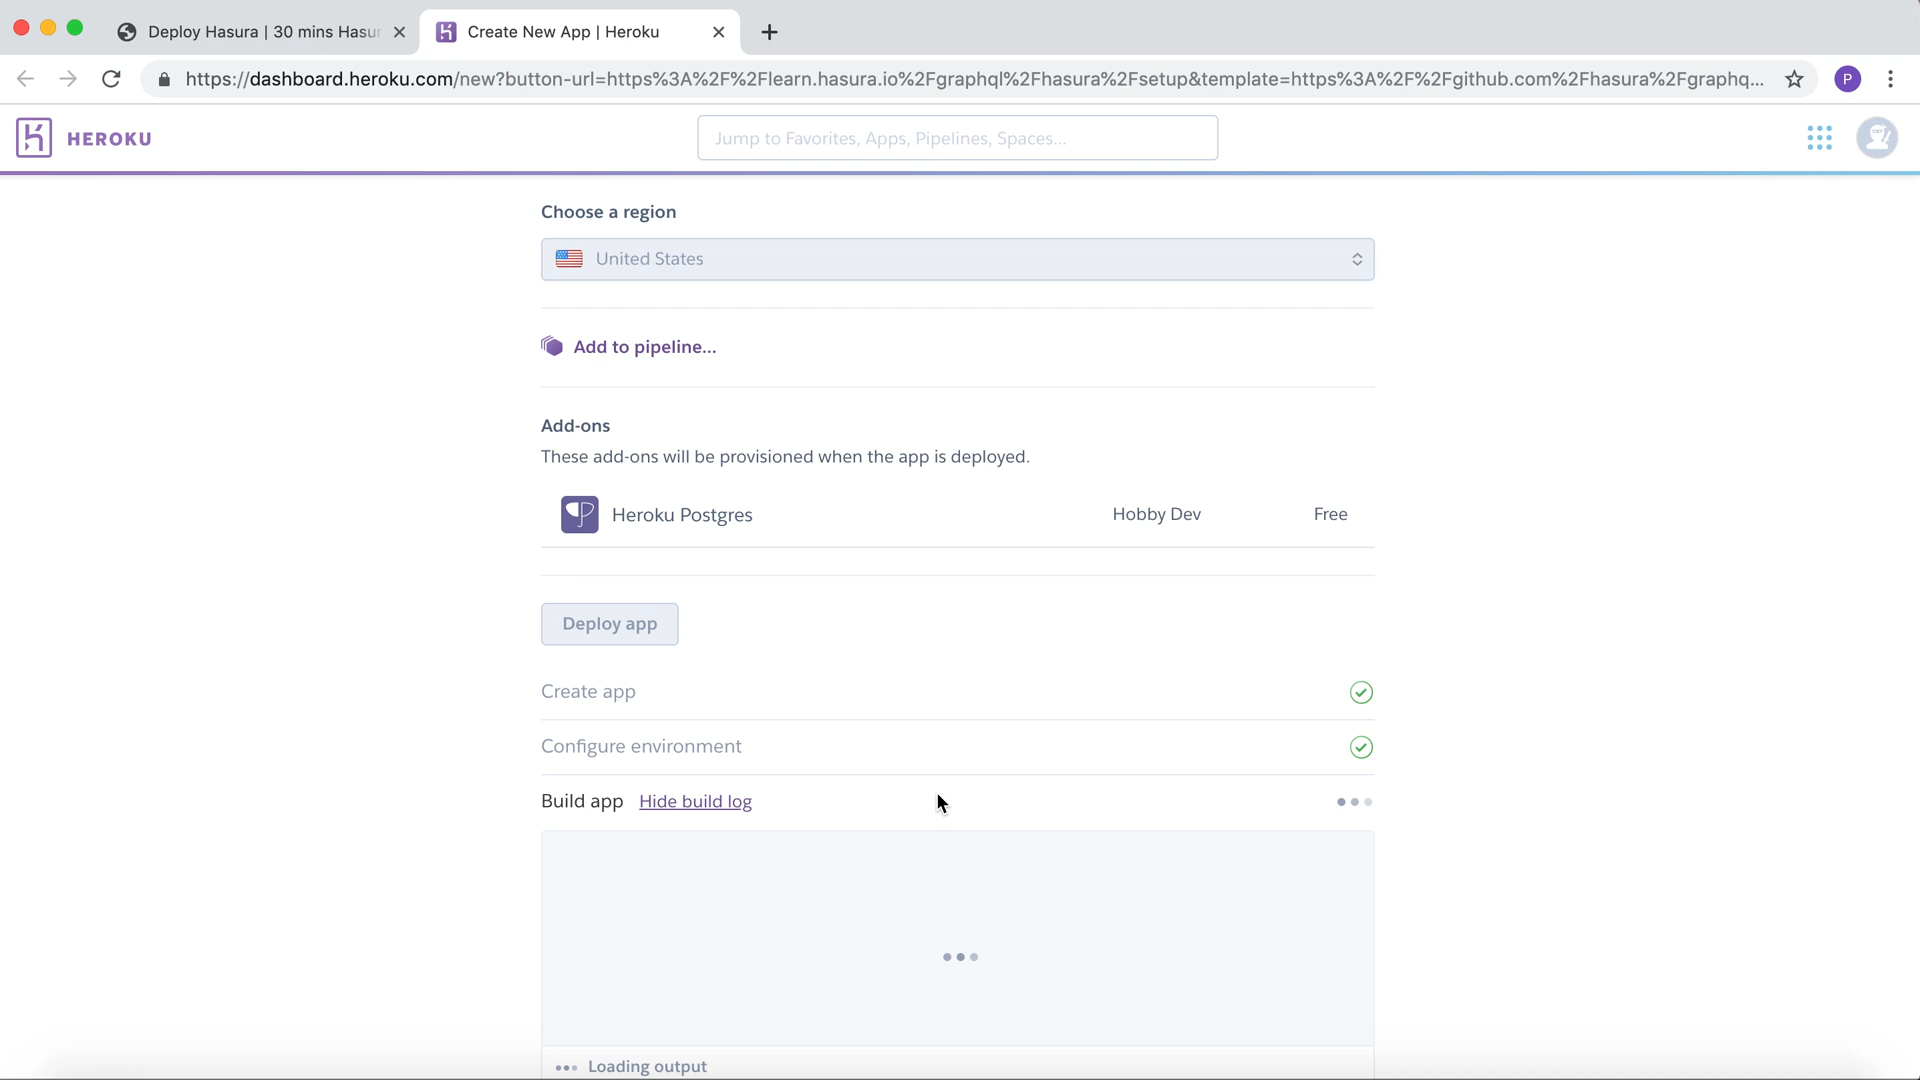 Deploy Hasura | 30 mins Hasur
Create New App | Heroku
https://dashboard.heroku.com/new?button-url=https%3A%2F%2Flearn.hasura.io%2Fgraphql%2Fhasura%2Fsetup&template=https%3A%2F%2Fgithub.com%2Fhasura%2Fgraphq...
P
HEROKU
Jump to Favorites, Apps, Pipelines, Spaces...
Choose a region
United States
Add to pipeline...
Add-ons
These add-ons will be provisioned when the app is deployed.
Heroku Postgres Hobby Dev Free
Deploy app
Create app
Configure environment
Build app Hide build log
Loading output